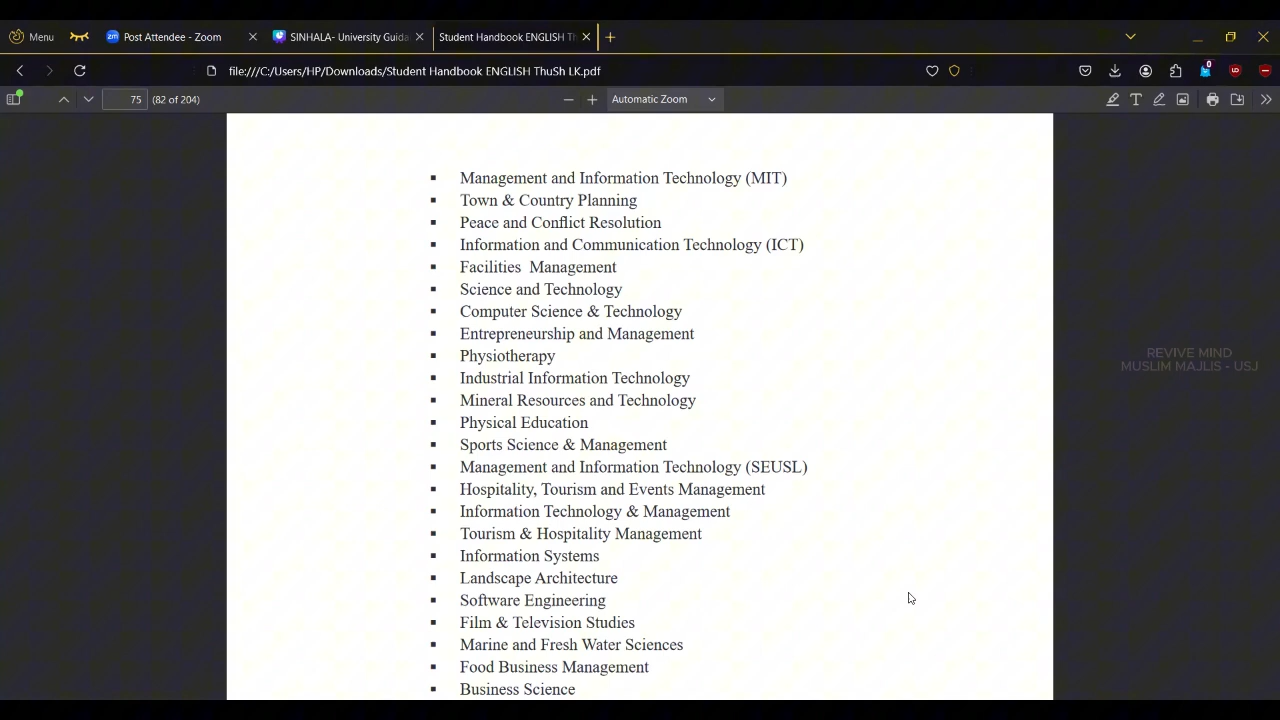 Menu
Post Attendee - Zoom
SINHALA- University Guida
Student Handbook ENGLISH Th
file:///C:/Users/HP/Downloads/Student Handbook ENGLISH ThuSh LK.pdf
0
75 (82 of 204)
Automatic Zoom
▪ Management and Information Technology (MIT)
▪ Town & Country Planning
▪ Peace and Conflict Resolution
▪ Information and Communication Technology (ICT)
▪ Facilities  Management
▪ Science and Technology
▪ Computer Science & Technology
▪ Entrepreneurship and Management
▪ Physiotherapy
REVIVE MIND
MUSLIM MAJLIS - USJ
▪ Industrial Information Technology
▪ Mineral Resources and Technology
▪ Physical Education
▪ Sports Science & Management
▪ Management and Information Technology (SEUSL)
▪ Hospitality, Tourism and Events Management
▪ Information Technology & Management
▪ Tourism & Hospitality Management
▪ Information Systems
▪ Landscape Architecture
▪ Software Engineering
▪ Film & Television Studies
▪ Marine and Fresh Water Sciences
▪ Food Business Management
▪ Business Science